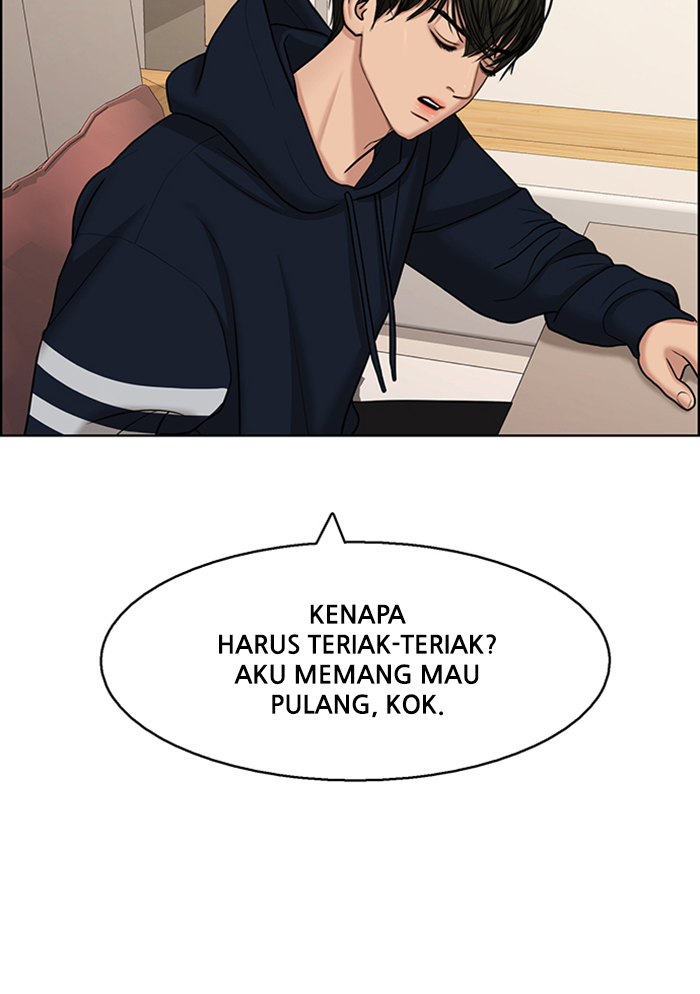 KENAPA
HARUS TERIAK-TERIAK?
AKU MEMANG MAU
PULANG, KOK.